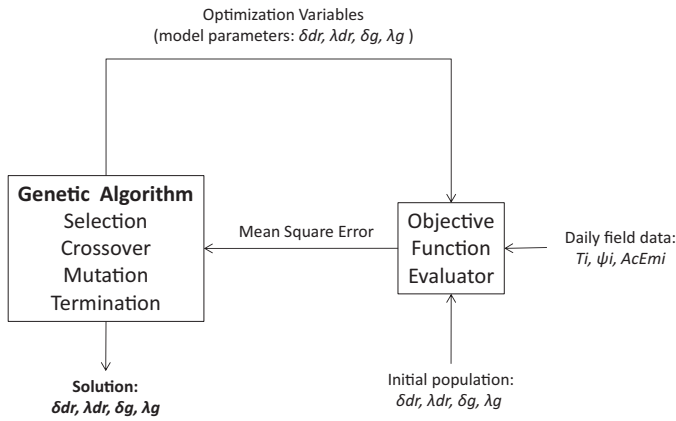 Optimization Variables
(model parameters: δdr, λdr, δg, λg )
Genetic Algorithm
Selection
Crossover
Mutation
Termination
Mean Square Error
Objective
Function
Evaluator
Daily field data:
Ti, ψi, AcEmi
Solution:
δdr, λdr, δg, λg
Initial population:
δdr, λdr, δg, λg